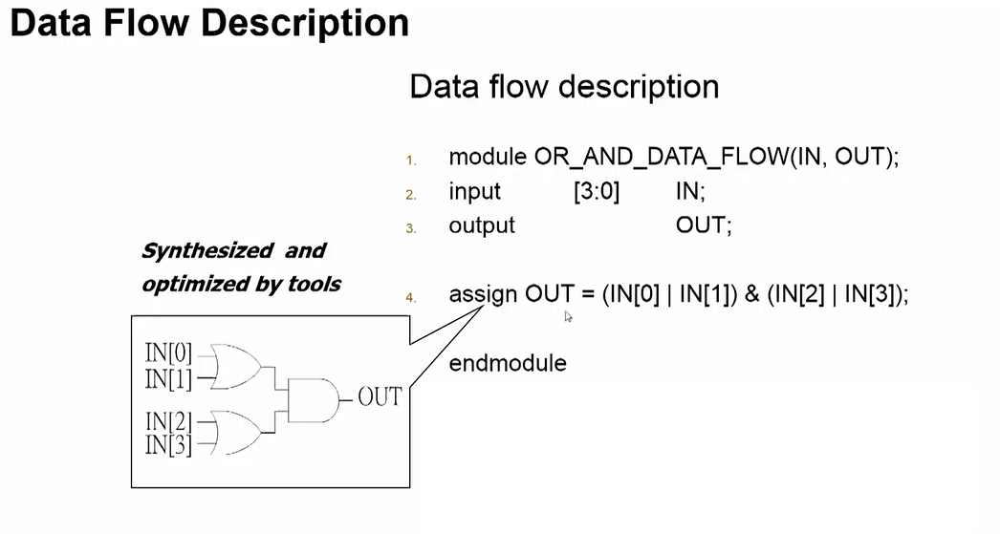 Data Flow Description
Data flow description
1. module OR_AND_DATA_FLOW(IN, OUT);
2. input [3:0] IN;
3. output OUT;
Synthesized and
optimized by tools
4. assign OUT = (IN[0] | IN[1]) & (IN[2] | IN[3]);
endmodule
IN[0]
IN[1]
OUT
IN[2]
IN[3]